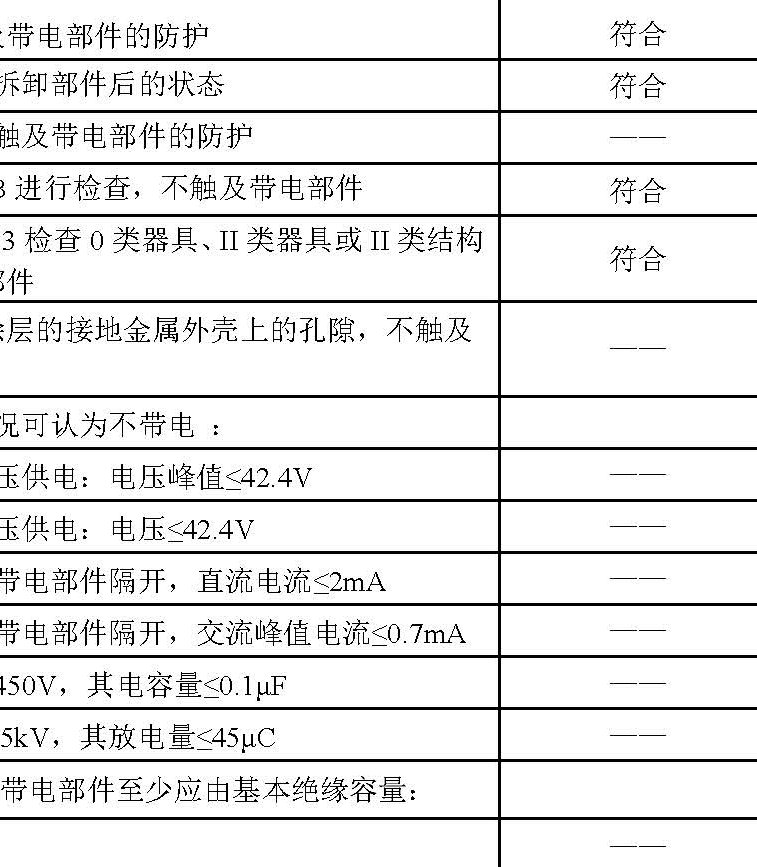 带电部件的防护
符合
拆卸部件后的状态
符合
触及带电部件的防护
——
进行检查，不触及带电部件
符合
3 检查 0 类器具、II 类器具或 II 类结构
部件
符合
层的接地金属外壳上的孔隙，不触及
——
况可认为不带电 ：
压供电：电压峰值≤42.4V
——
压供电：电压≤42.4V
——
带电部件隔开，直流电流≤2mA
——
带电部件隔开，交流峰值电流≤0.7mA
——
450V，其电容量≤0.1μF
——
5kV，其放电量≤45μC
——
带电部件至少应由基本绝缘容量：
——